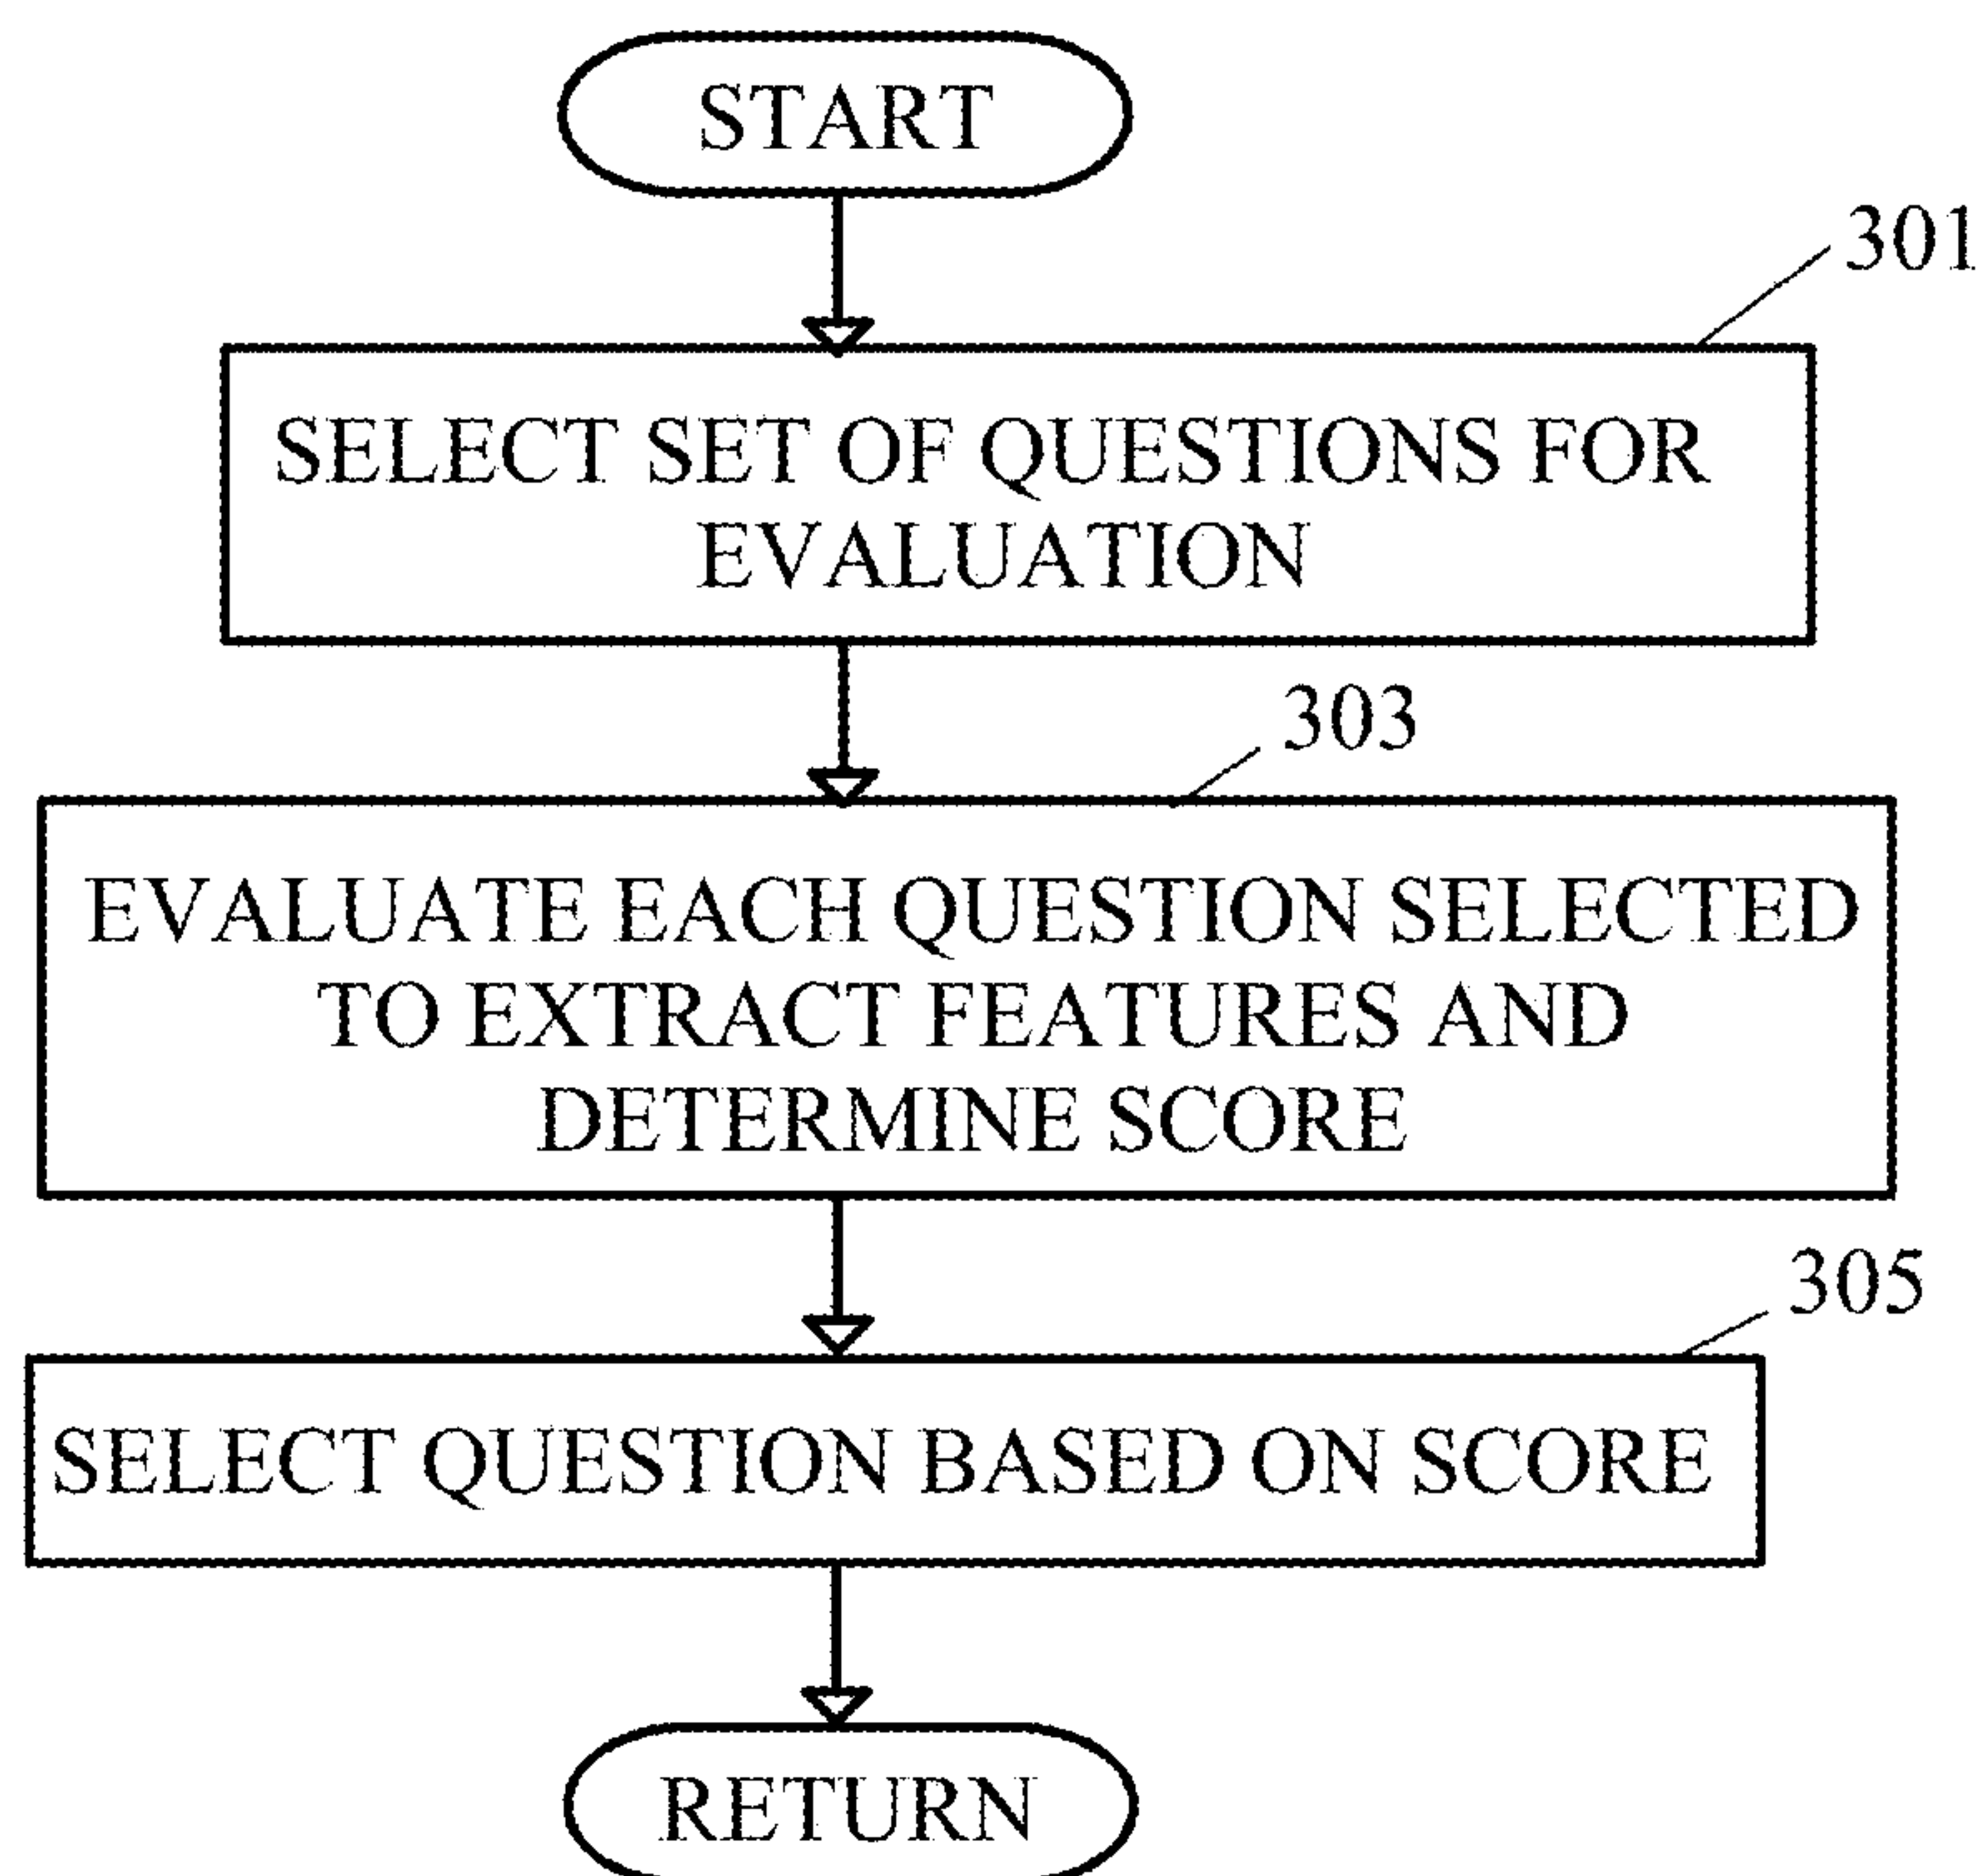 START
301
SELECT SET OF QUESTIONS FOR
EVALUATION
303
EVALUATE EACH QUESTION SELECTED
TO EXTRACT FEATURES AND
DETERMINE SCORE
305
SELECT QUESTION BASED ON SCORE
RETURN